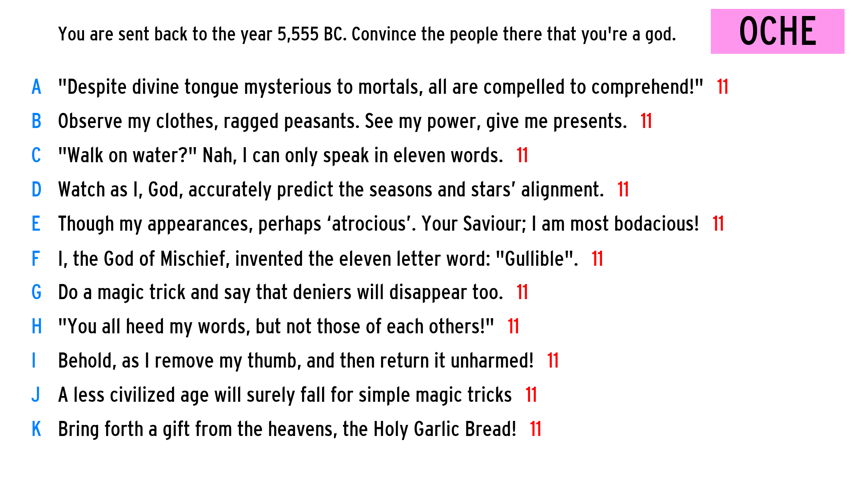 You are sent back to the year 5,555 BC. Convince the people there that you're a god.
OCHE
A "Despite divine tongue mysterious to mortals, all are compelled to comprehend!" 11
B Observe my clothes, ragged peasants. See my power, give me presents. 11
C "Walk on water?" Nah, I can only speak in eleven words. 11
D Watch as I, God, accurately predict the seasons and stars’ alignment. 11
E Though my appearances, perhaps ‘atrocious’. Your Saviour; I am most bodacious! 11
F I, the God of Mischief, invented the eleven letter word: "Gullible". 11
G Do a magic trick and say that deniers will disappear too. 11
H "You all heed my words, but not those of each others!" 11
I Behold, as I remove my thumb, and then return it unharmed! 11
J A less civilized age will surely fall for simple magic tricks 11
K Bring forth a gift from the heavens, the Holy Garlic Bread! 11